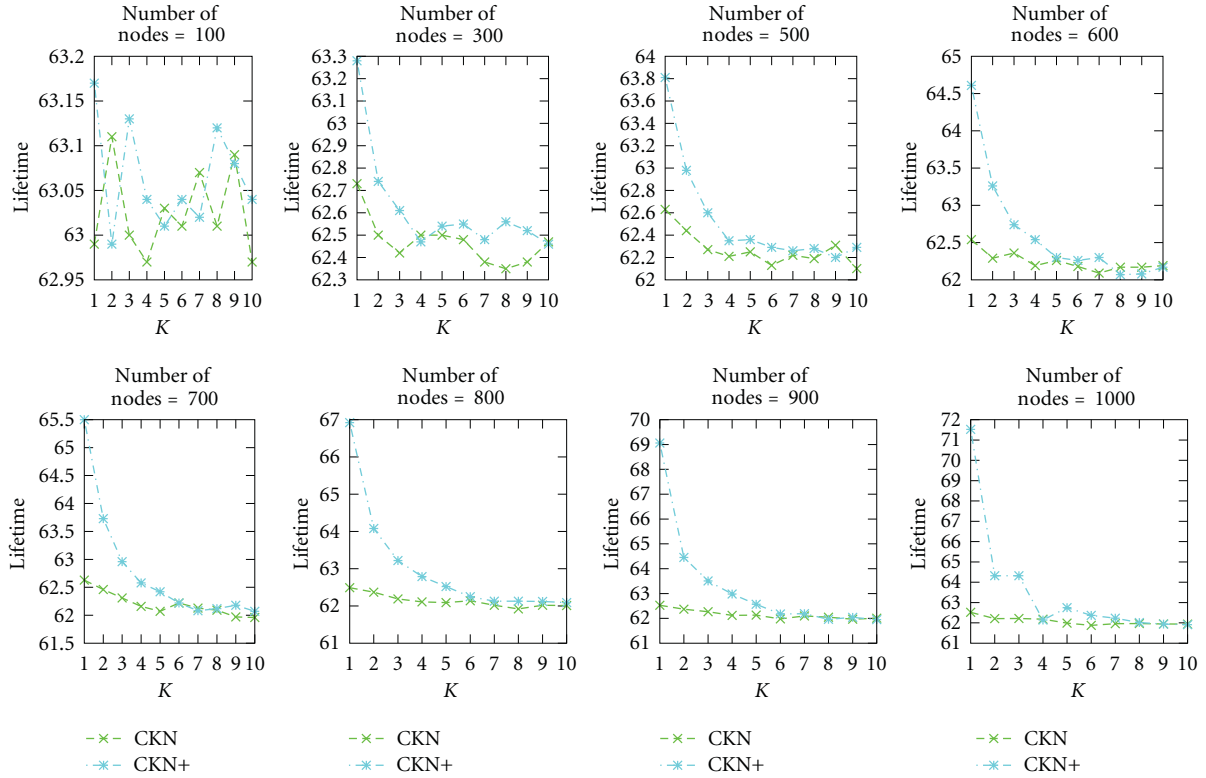 Number of
nodes = 100
63.2
63.15
63.1
63.05
63
62.95
Lifetime
1 2 3 4 5 6 7 8 9 10
K
Number of
nodes = 300
63.3
63.2
63.1
63
62.9
62.8
62.7
62.6
62.5
62.4
62.3
Lifetime
1 2 3 4 5 6 7 8 9 10
K
Number of
nodes = 500
64
63.8
63.6
63.4
63.2
63
62.8
62.6
62.4
62.2
62
Lifetime
1 2 3 4 5 6 7 8 9 10
K
Number of
nodes = 600
65
64.5
64
63.5
63
62.5
62
Lifetime
1 2 3 4 5 6 7 8 9 10
K
Number of
nodes = 700
65.5
65
64.5
64
63.5
63
62.5
62
61.5
Lifetime
1 2 3 4 5 6 7 8 9 10
K
CKN
CKN+
Number of
nodes = 800
67
66
65
64
63
62
61
Lifetime
1 2 3 4 5 6 7 8 9 10
K
CKN
CKN+
Number of
nodes = 900
70
69
68
67
66
65
64
63
62
61
Lifetime
1 2 3 4 5 6 7 8 9 10
K
CKN
CKN+
Number of
nodes = 1000
72
71
70
69
68
67
66
65
64
63
62
61
Lifetime
1 2 3 4 5 6 7 8 9 10
K
CKN
CKN+